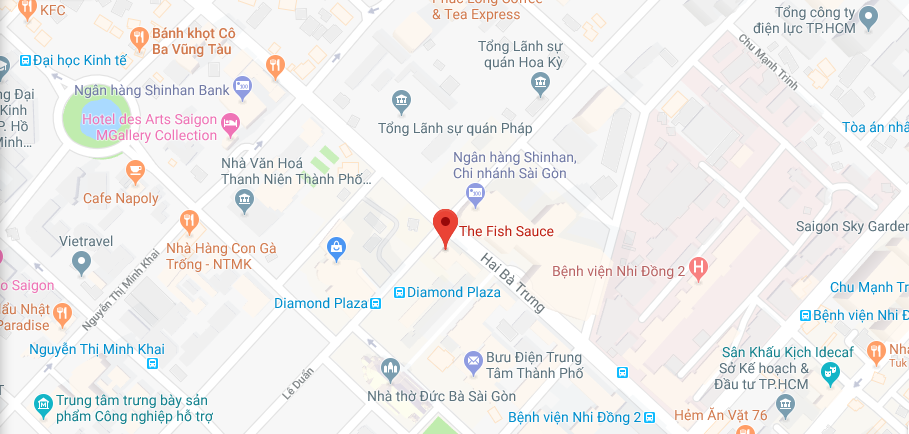 KFC
Phúc Long Coffee
& Tea Express
Tổng công ty
điện lực TP.HCM
Bánh khọt Cô
Ba Vũng Tàu
Đại học Kinh tế
Tổng Lãnh sự
quán Hoa Kỳ
Chu Mạnh Trinh
Ngân hàng Shinhan Bank
Hotel des Arts Saigon
MGallery Collection
Tổng Lãnh sự quán Pháp
Tòa án nhâ
Nhà Văn Hoá
Thanh Niên Thành Phố...
Ngân hàng Shinhan,
Chi nhánh Sài Gòn
Cafe Napoly
The Fish Sauce
Saigon Sky Garden
Vietravel
Nhà Hàng Con Gà
Trống - NTMK
Nguyễn Thị Minh Khai
Hai Bà Trưng
Bệnh viện Nhi Đồng 2
o Saigon
Diamond Plaza
Diamond Plaza
Chu Mạnh Tr
ẩu Nhật
Paradise
Bệnh viện Nhi Đ
Nguyễn Thị Minh Khai
Lê Duẩn
Bưu Điện Trung
Tâm Thành Phố
Sân Khấu Kịch Idecaf
Sở Kế hoạch &
Đầu tư TP.HCM
Nhà
Tuk
Nhà thờ Đức Bà Sài Gòn
Trung tâm trưng bày sản
phẩm Công nghiệp hỗ trợ
Bệnh viện Nhi Đồng 2
Hẻm Ăn Vặt 76